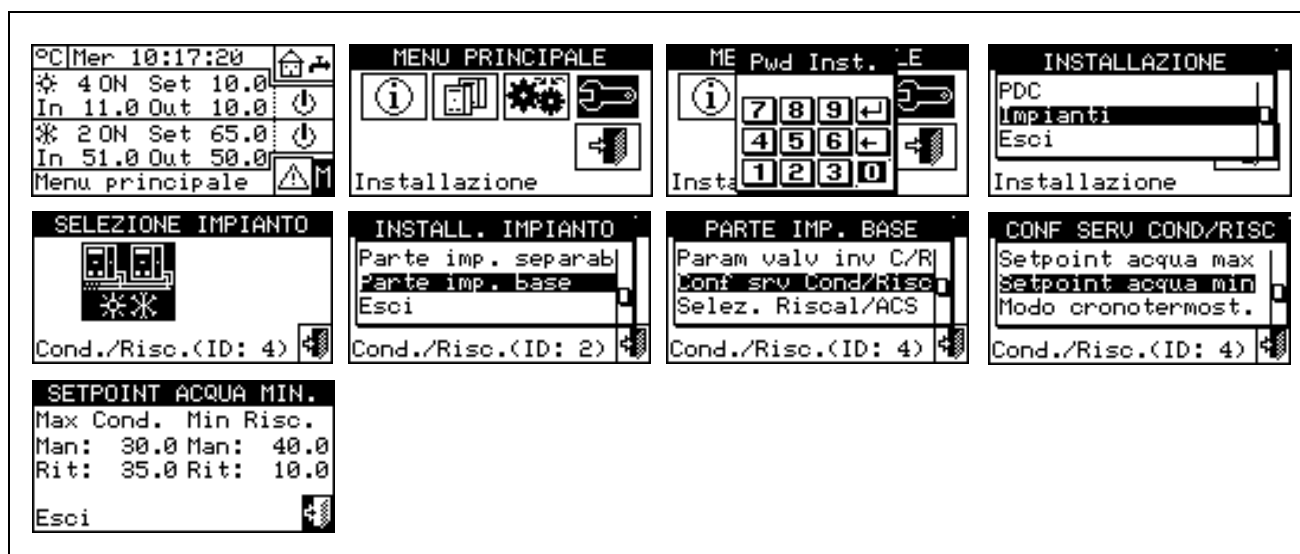 °C Mer 10:17:20
4 ON Set 10.0
In 11.0 Out 10.0
2 ON Set 65.0
In 51.0 Out 50.0
Menu principale M
MENU PRINCIPALE
i
Installazione
ME Pwd Inst. LE
i
7 8 9
4 5 6
1 2 3 0
Insta
INSTALLAZIONE
PDC
Impianti
Esci
Installazione
SELEZIONE IMPIANTO
Cond./Risc.(ID: 4)
INSTALL. IMPIANTO
Parte imp. separab
Parte imp. base
Esci
Cond./Risc.(ID: 2)
PARTE IMP. BASE
Param valv inv C/R
Conf srv Cond/Risc
Selez. Riscal/ACS
Cond./Risc.(ID: 4)
CONF SERV COND/RISC
Setpoint acqua max
Setpoint acqua min
Modo cronotermost.
Cond./Risc.(ID: 4)
SETPOINT ACQUA MIN.
Max Cond. Min Risc.
Man: 30.0 Man: 40.0
Rit: 35.0 Rit: 10.0
Esci